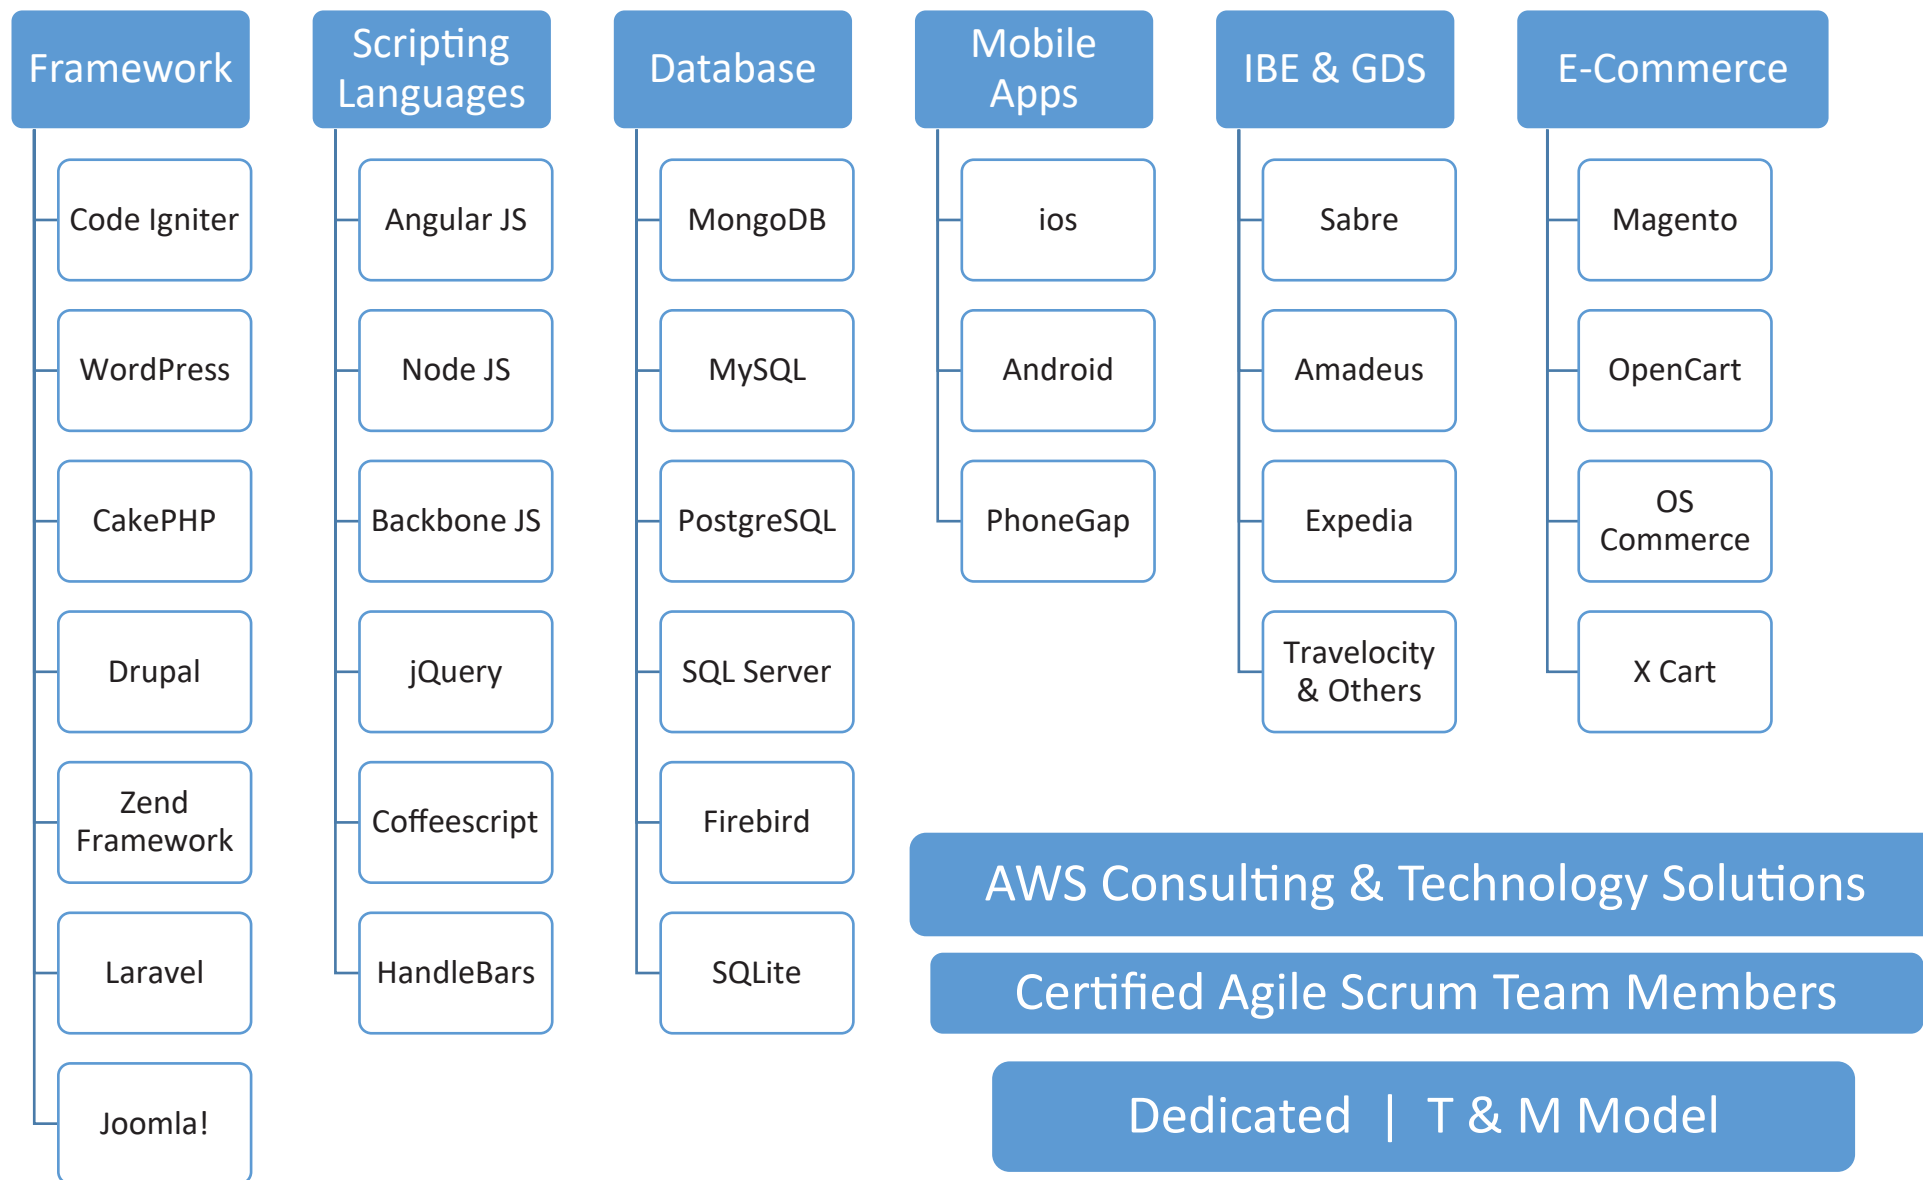 Framework
Code Igniter
WordPress
CakePHP
Drupal
Zend
Framework
Laravel
Joomla!
Scripting
Languages
Angular JS
Node JS
Backbone JS
jQuery
Coffeescript
HandleBars
Database
MongoDB
MySQL
PostgreSQL
SQL Server
Firebird
SQLite
Mobile
Apps
ios
Android
PhoneGap
IBE & GDS
Sabre
Amadeus
Expedia
Travelocity
& Others
E-Commerce
Magento
OpenCart
OS
Commerce
X Cart
AWS Consulting & Technology Solutions
Certified Agile Scrum Team Members
Dedicated | T & M Model